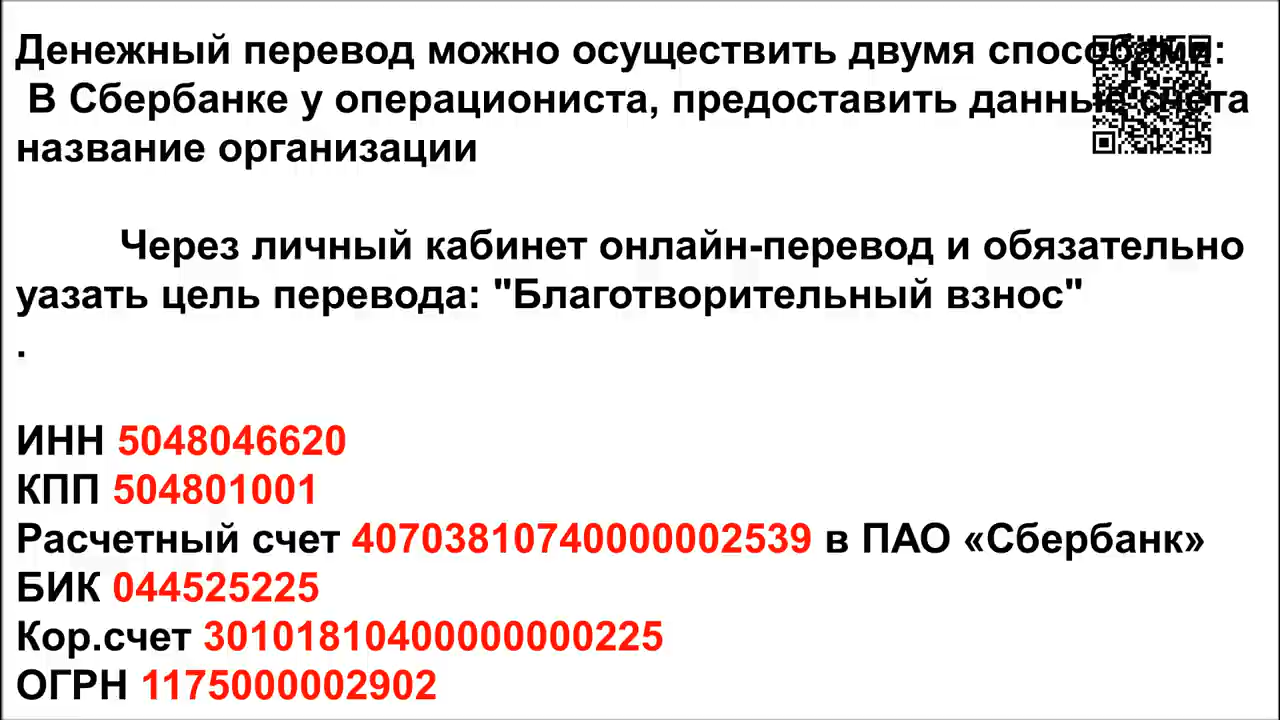 Денежный перевод можно осуществить двумя способами:
В Сбербанке у операциониста, предоставить данные счета
название организации
Через личный кабинет онлайн-перевод и обязательно
уазать цель перевода: "Благотворительный взнос"
.
ИНН 5048046620
КПП 504801001
Расчетный счет 40703810740000002539 в ПАО «Сбербанк»
БИК 044525225
Кор.счет 30101810400000000225
ОГРН 1175000002902